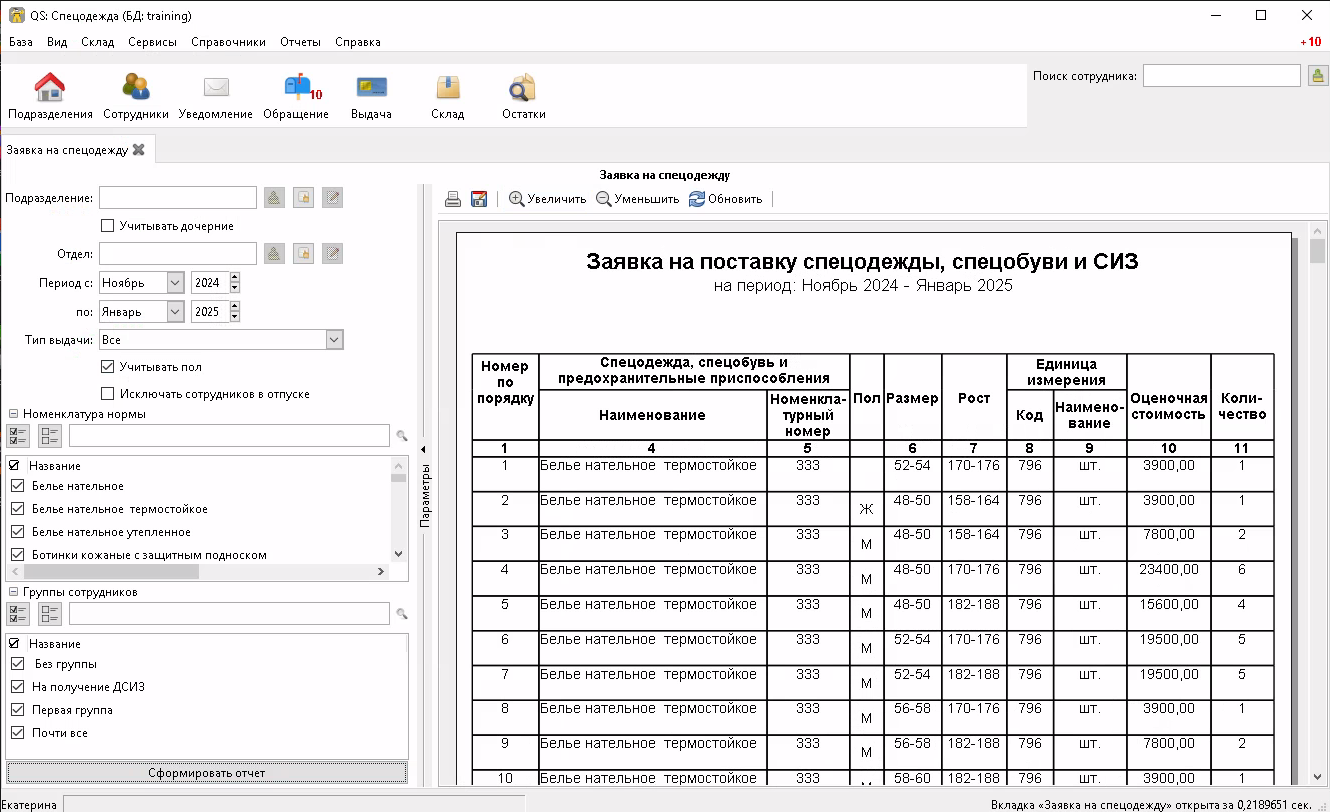 QS: Спецодежда (БД: training)
База Вид Склад Сервисы Справочники Отчеты Справка +10
Подразделения Сотрудники Уведомление Обращение 10 Выдача Склад Остатки
Поиск сотрудника:
Заявка на спецодежду
Заявка на спецодежду
Подразделение:
Учитывать дочерние
Отдел:
Период с: Ноябрь 2024
по: Январь 2025
Тип выдачи: Все
Учитывать пол
Исключать сотрудников в отпуске
Номенклатура нормы
Название
Белье нательное
Белье нательное термостойкое
Белье нательное утепленное
Ботинки кожаные с защитным подноском
Группы сотрудников
Название
Без группы
На получение ДСИЗ
Первая группа
Почти все
Сформировать отчет
Параметры
Увеличить Уменьшить Обновить
Заявка на поставку спецодежды, спецобуви и СИЗ
на период: Ноябрь 2024 - Январь 2025
Номер по порядку
Спецодежда, спецобувь и предохранительные приспособления
Наименование
Номенкла-
турный
номер
Пол
Размер
Рост
Единица измерения
Код
Наимено-
вание
Оценочная стоимость
Коли-
чество
1 4 5 6 7 8 9 10 11
1 Белье нательное термостойкое 333 52-54 170-176 796 шт. 3900,00 1
2 Белье нательное термостойкое 333 Ж 48-50 158-164 796 шт. 3900,00 1
3 Белье нательное термостойкое 333 М 48-50 158-164 796 шт. 7800,00 2
4 Белье нательное термостойкое 333 М 48-50 170-176 796 шт. 23400,00 6
5 Белье нательное термостойкое 333 М 48-50 182-188 796 шт. 15600,00 4
6 Белье нательное термостойкое 333 М 52-54 170-176 796 шт. 19500,00 5
7 Белье нательное термостойкое 333 М 52-54 182-188 796 шт. 19500,00 5
8 Белье нательное термостойкое 333 М 56-58 170-176 796 шт. 3900,00 1
9 Белье нательное термостойкое 333 М 56-58 182-188 796 шт. 7800,00 2
10 Белье нательное термостойкое 333 58-60 182-188 796 шт. 3900,00 1
Екатерина
Вкладка «Заявка на спецодежду» открыта за 0,2189651 сек.